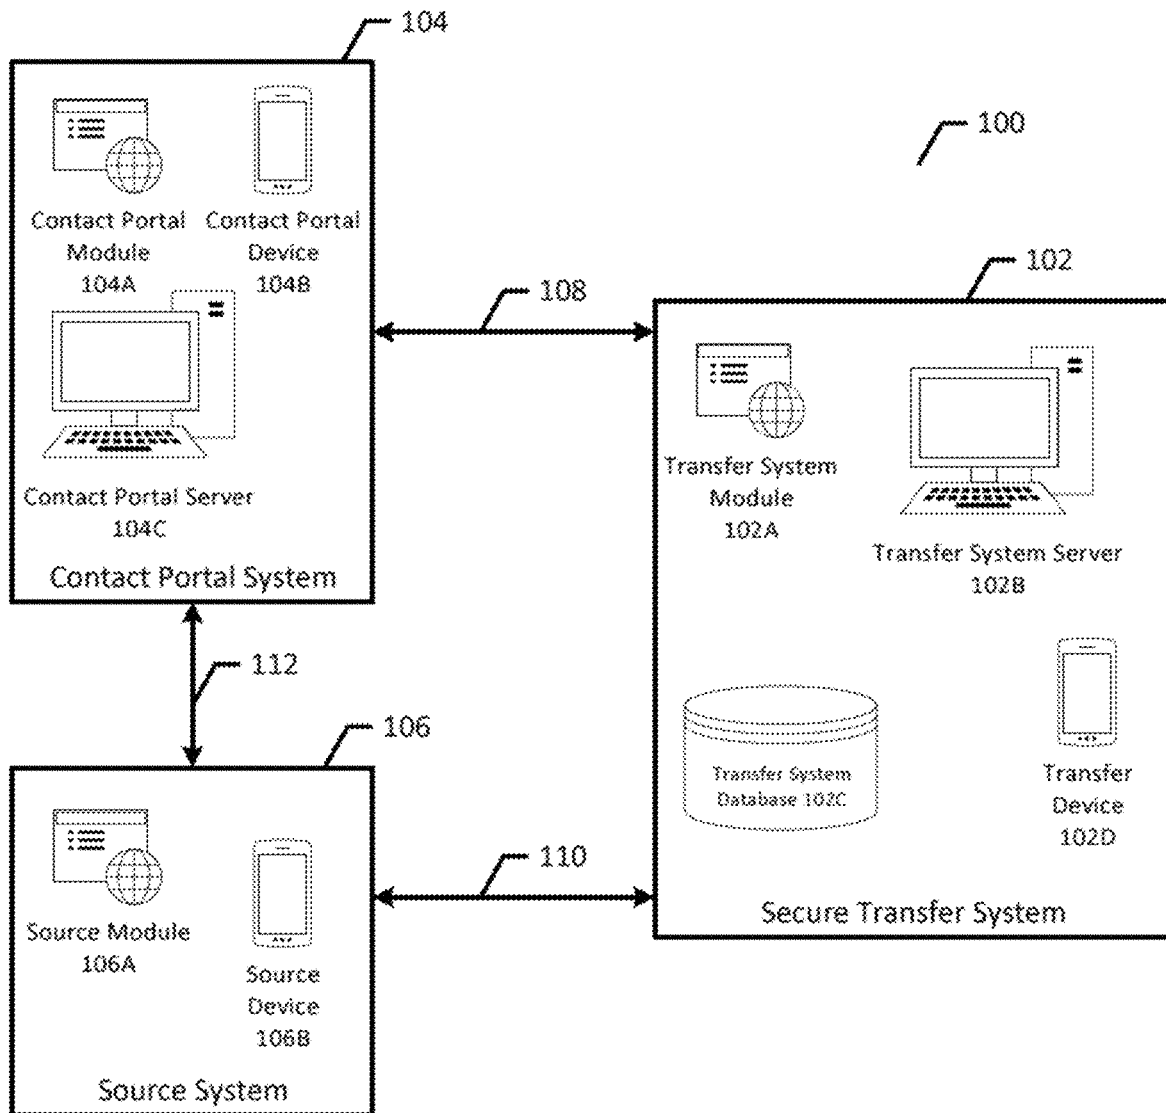 104
Contact Portal
Module
104A
Contact Portal
Device
104B
Contact Portal Server
104C
Contact Portal System
100
108
102
Transfer System
Module
102A
Transfer System Server
102B
Transfer System
Database 102C
Transfer
Device
102D
Secure Transfer System
112
106
Source Module
106A
Source
Device
106B
Source System
110